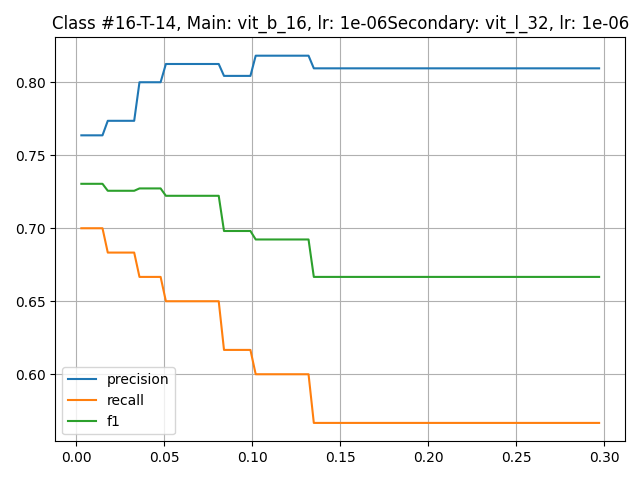 Class #16-T-14, Main: vit_b_16, lr: 1e-06Secondary: vit_l_32, lr: 1e-06
0.80
0.75
0.70
0.65
0.60
precision
recall
f1
0.00 0.05 0.10 0.15 0.20 0.25 0.30